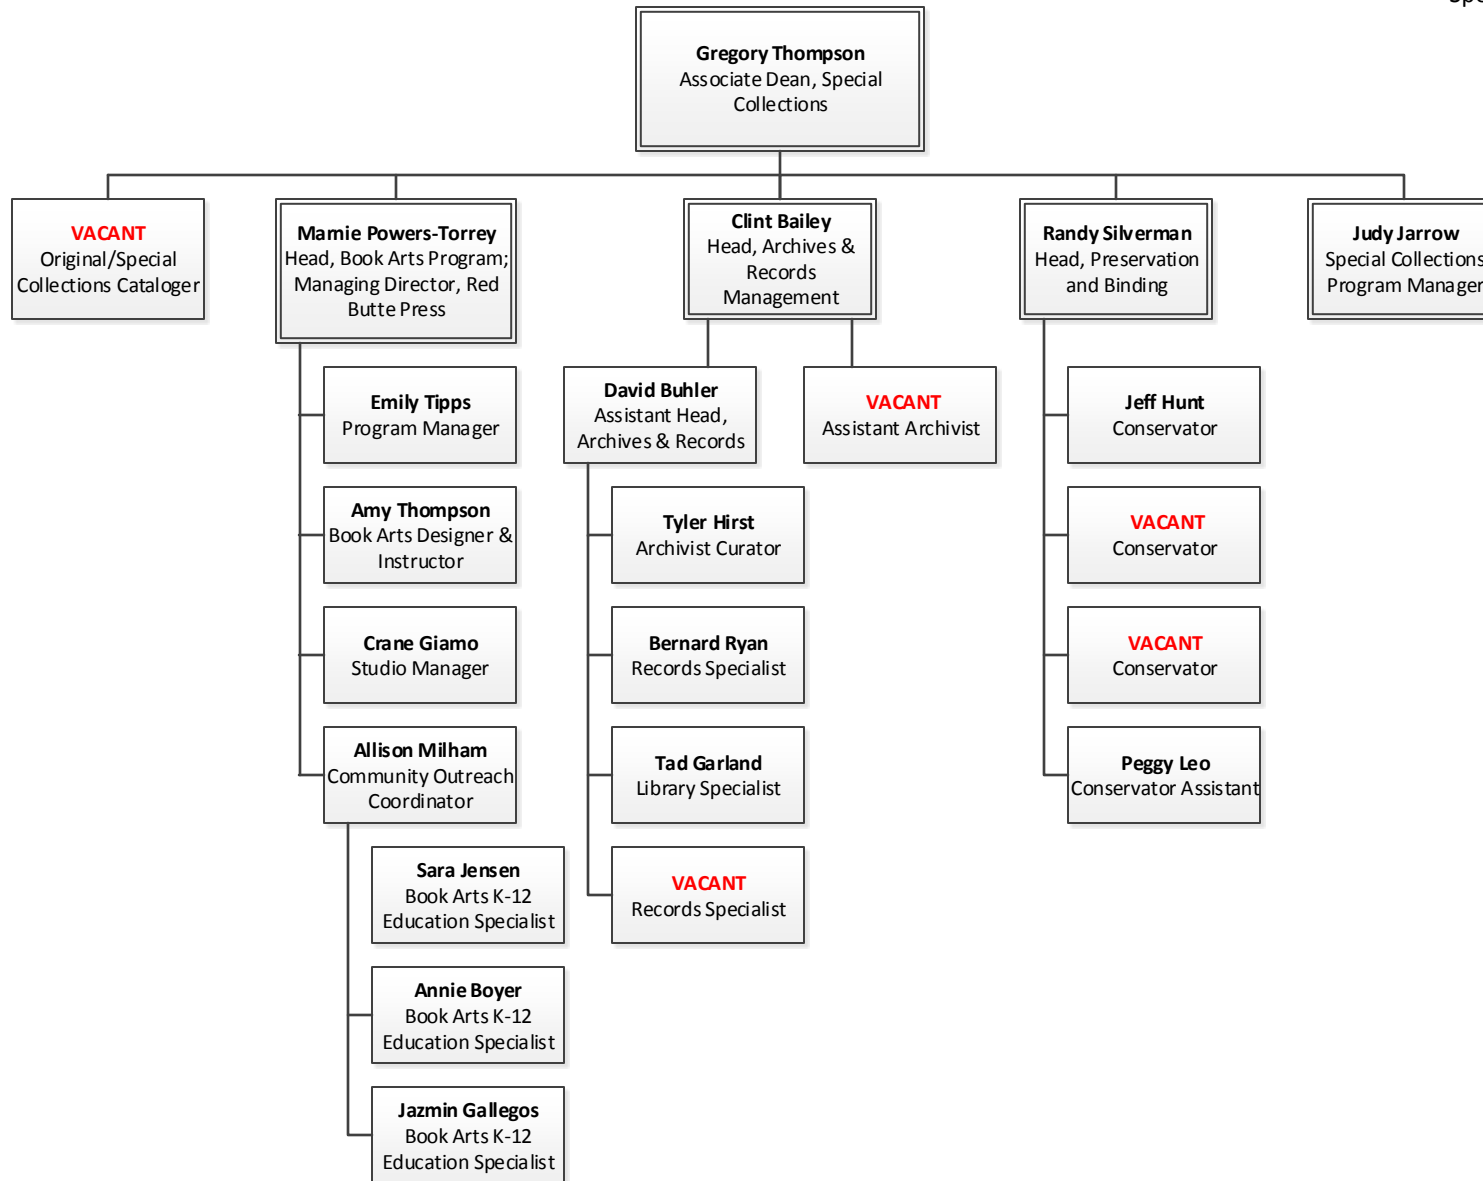 Gregory Thompson
Associate Dean, Special
Collections
VACANT
Original/Special
Collections Cataloger
Marnie Powers-Torrey
Head, Book Arts Program;
Managing Director, Red
Butte Press
Clint Bailey
Head, Archives &
Records
Management
Randy Silverman
Head, Preservation
and Binding
Judy Jarrow
Special Collections
Program Manager
Emily Tipps
Program Manager
Amy Thompson
Book Arts Designer &
Instructor
Crane Giamo
Studio Manager
Allison Milham
Community Outreach
Coordinator
Sara Jensen
Book Arts K-12
Education Specialist
Annie Boyer
Book Arts K-12
Education Specialist
Jazmin Gallegos
Book Arts K-12
Education Specialist
David Buhler
Assistant Head,
Archives & Records
VACANT
Assistant Archivist
Tyler Hirst
Archivist Curator
Bernard Ryan
Records Specialist
Tad Garland
Library Specialist
VACANT
Records Specialist
Jeff Hunt
Conservator
VACANT
Conservator
VACANT
Conservator
Peggy Leo
Conservator Assistant